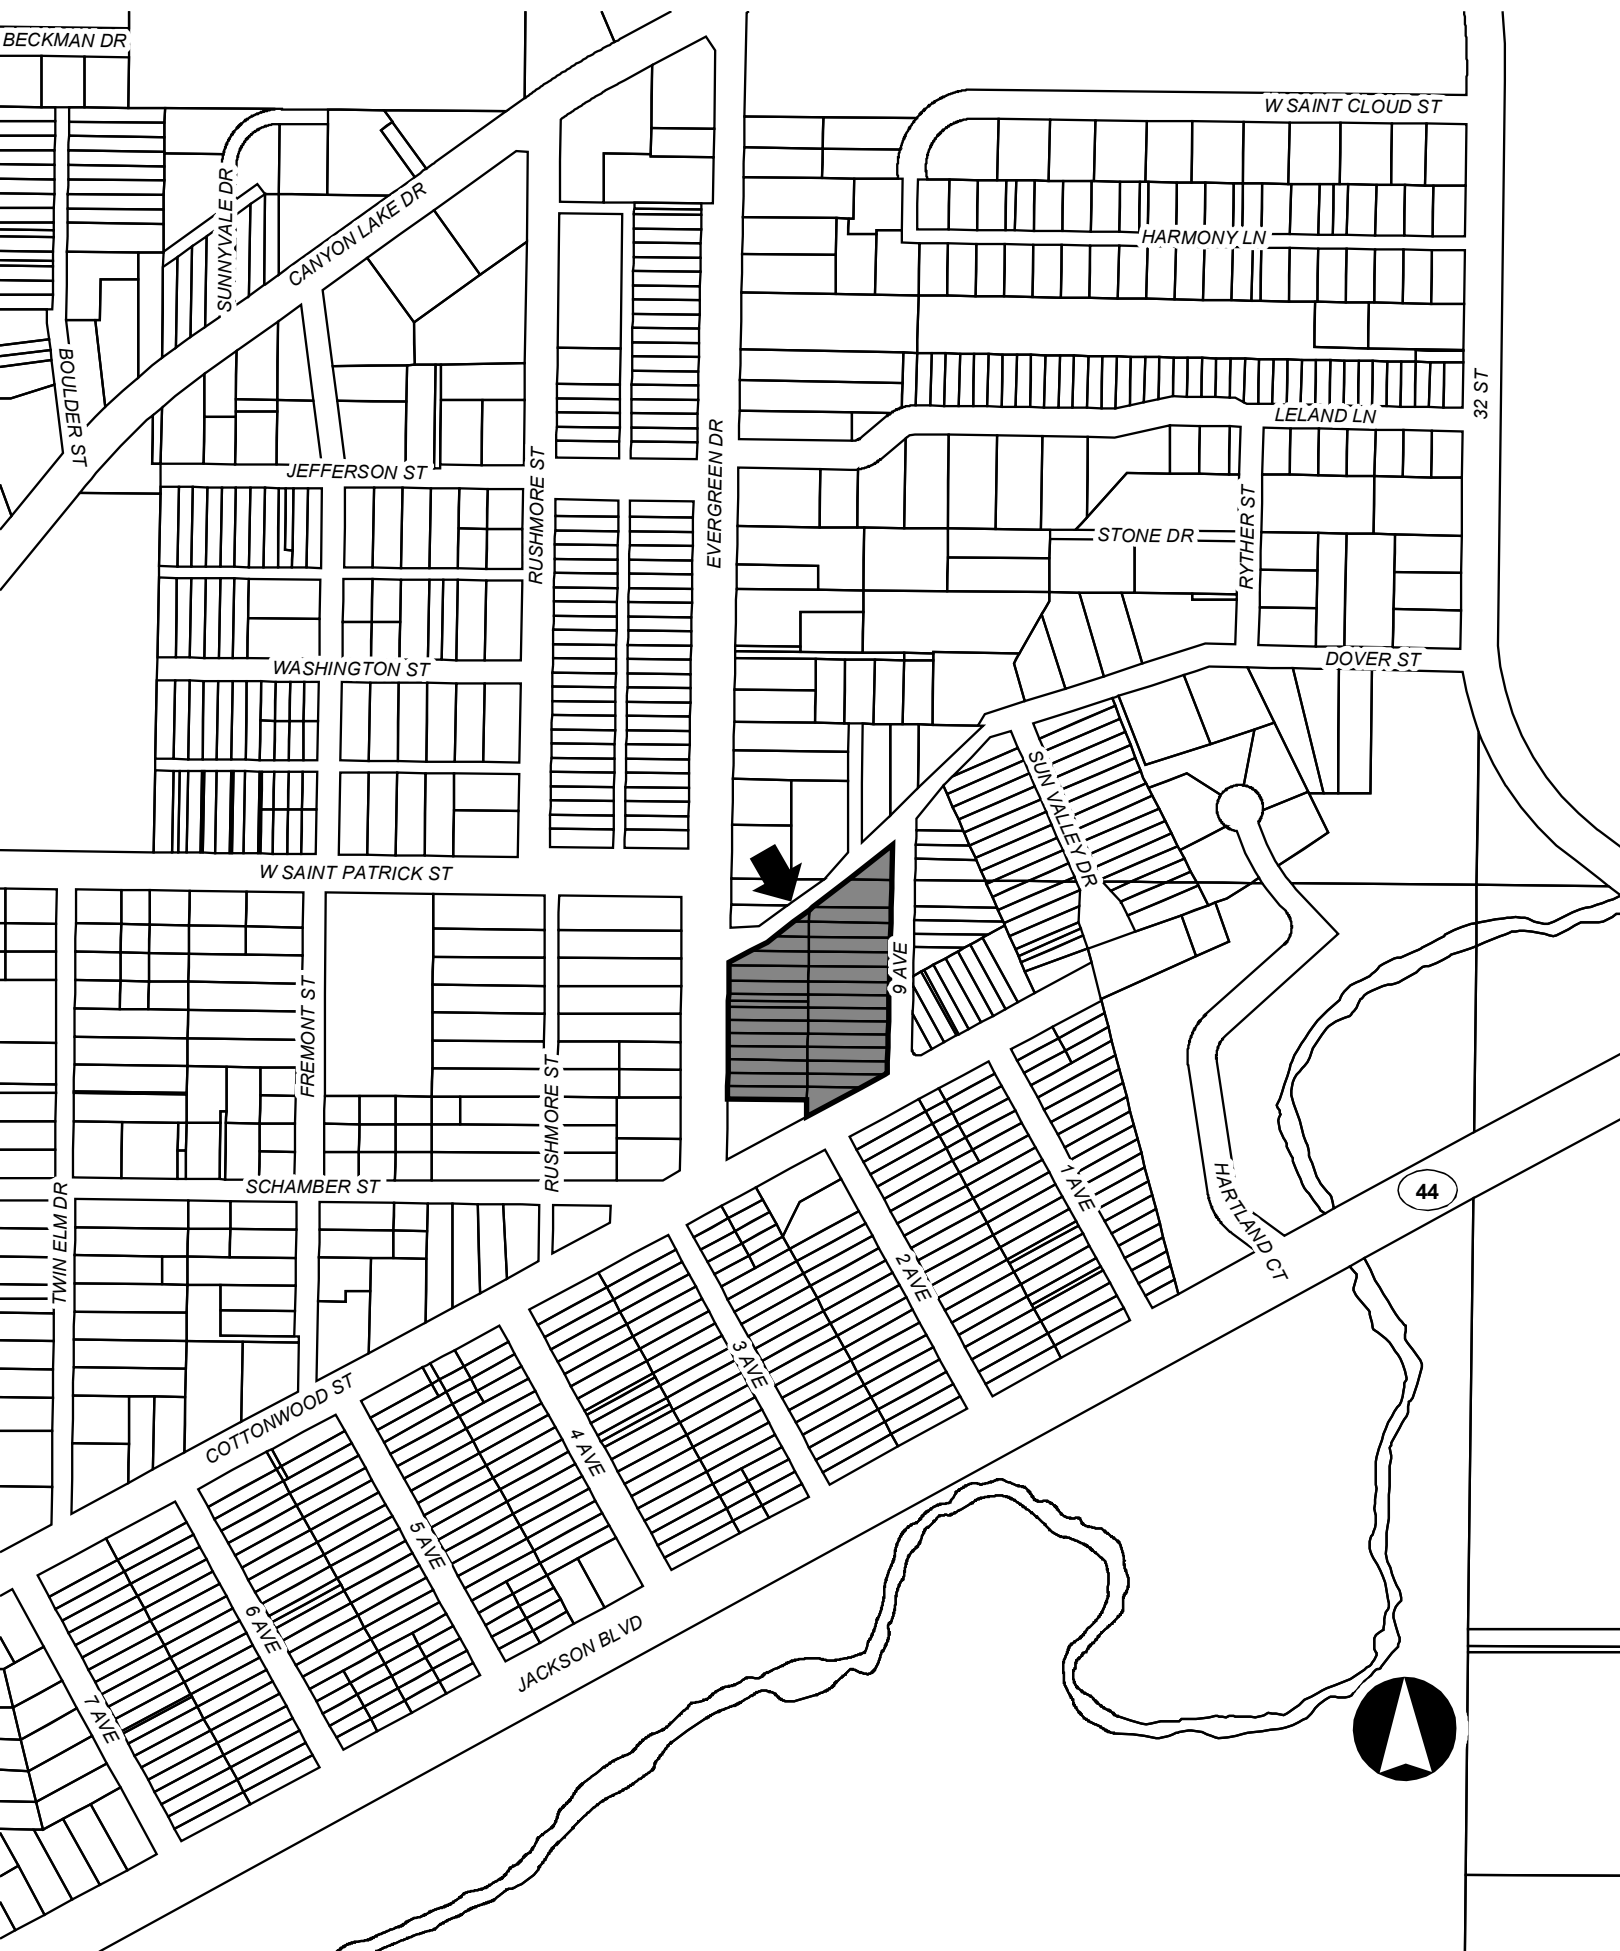 BECKMAN DR
W SAINT CLOUD ST
SUNNYVALE DR
CANYON LAKE DR
HARMONY LN
BOULDER ST
32 ST
LELAND LN
JEFFERSON ST
RUSHMORE ST
EVERGREEN DR
STONE DR
RYTHER ST
WASHINGTON ST
DOVER ST
SUN VALLEY DR
W SAINT PATRICK ST
9 AVE
FREMONT ST
RUSHMORE ST
SCHAMBER ST
TWIN ELM DR
1 AVE
HARTLAND CT
44
2 AVE
3 AVE
COTTONWOOD ST
4 AVE
5 AVE
6 AVE
JACKSON BLVD
7 AVE